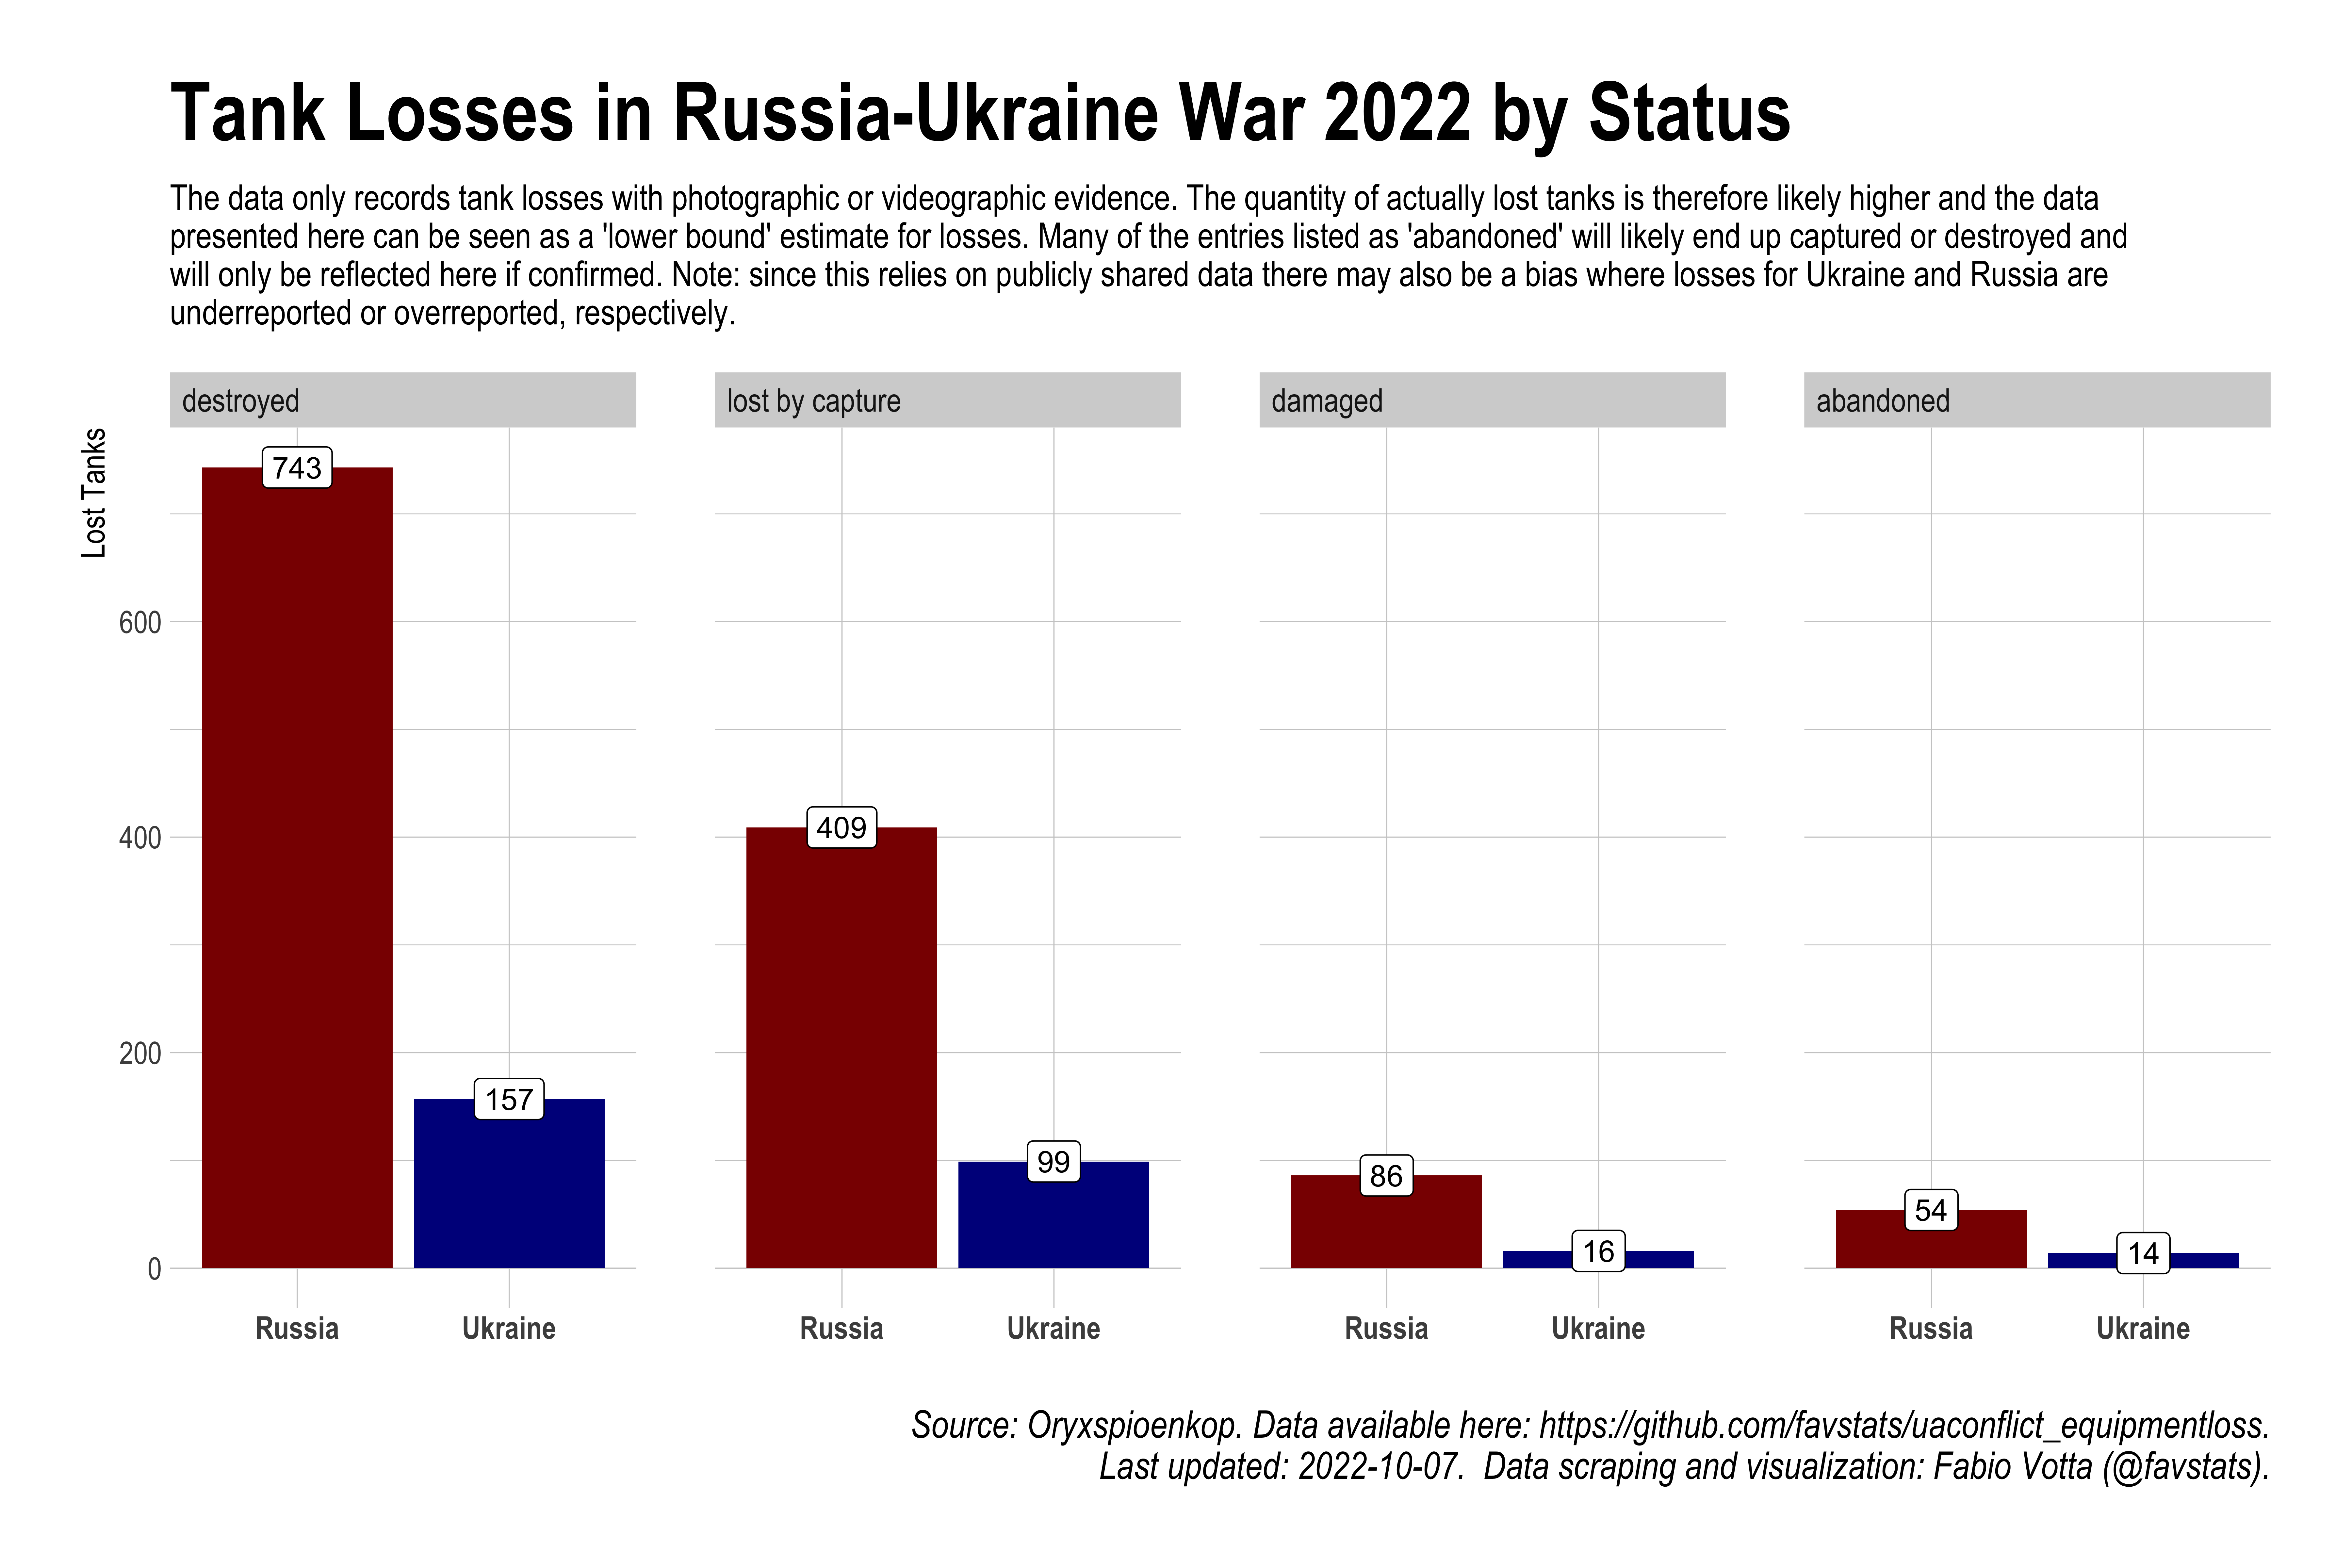 Tank Losses in Russia-Ukraine War 2022 by Status
The data only records tank losses with photographic or videographic evidence. The quantity of actually lost tanks is therefore likely higher and the data
presented here can be seen as a 'lower bound' estimate for losses. Many of the entries listed as 'abandoned' will likely end up captured or destroyed and
will only be reflected here if confirmed. Note: since this relies on publicly shared data there may also be a bias where losses for Ukraine and Russia are
underreported or overreported, respectively.
destroyed
lost by capture
damaged
abandoned
Lost Tanks
600
400
200
0
743
157
409
99
86
16
54
14
Russia
Ukraine
Russia
Ukraine
Russia
Ukraine
Russia
Ukraine
Source: Oryxspioenkop. Data available here: https://github.com/favstats/uaconflict_equipmentloss.
Last updated: 2022-10-07.  Data scraping and visualization: Fabio Votta (@favstats).